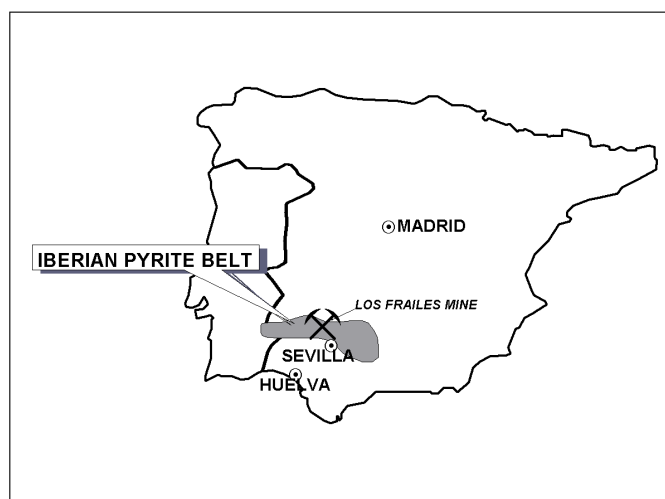 MADRID
IBERIAN PYRITE BELT
LOS FRAILES MINE
SEVILLA
HUELVA